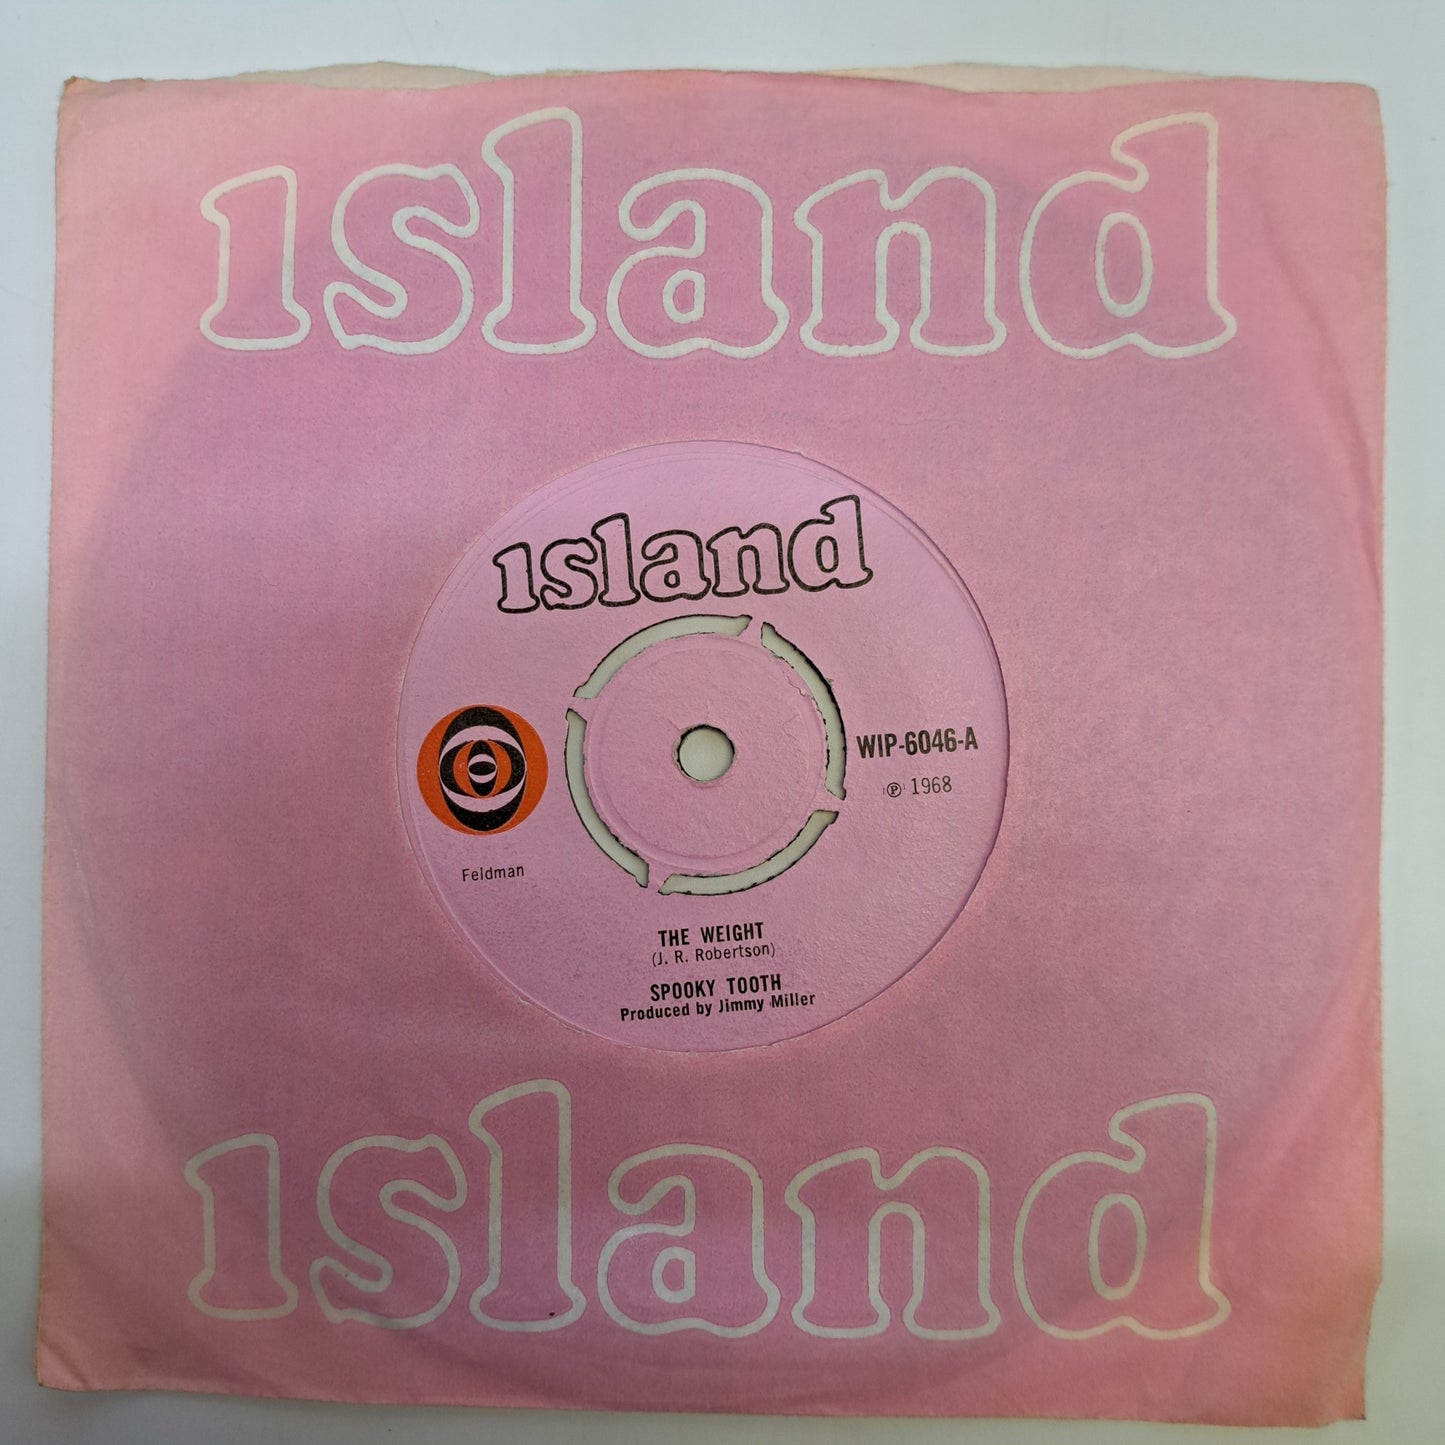 island
island
WIP-6046-A
℗ 1968
Feldman
THE WEIGHT
(J. R. Robertson)
SPOOKY TOOTH
Produced by Jimmy Miller
island